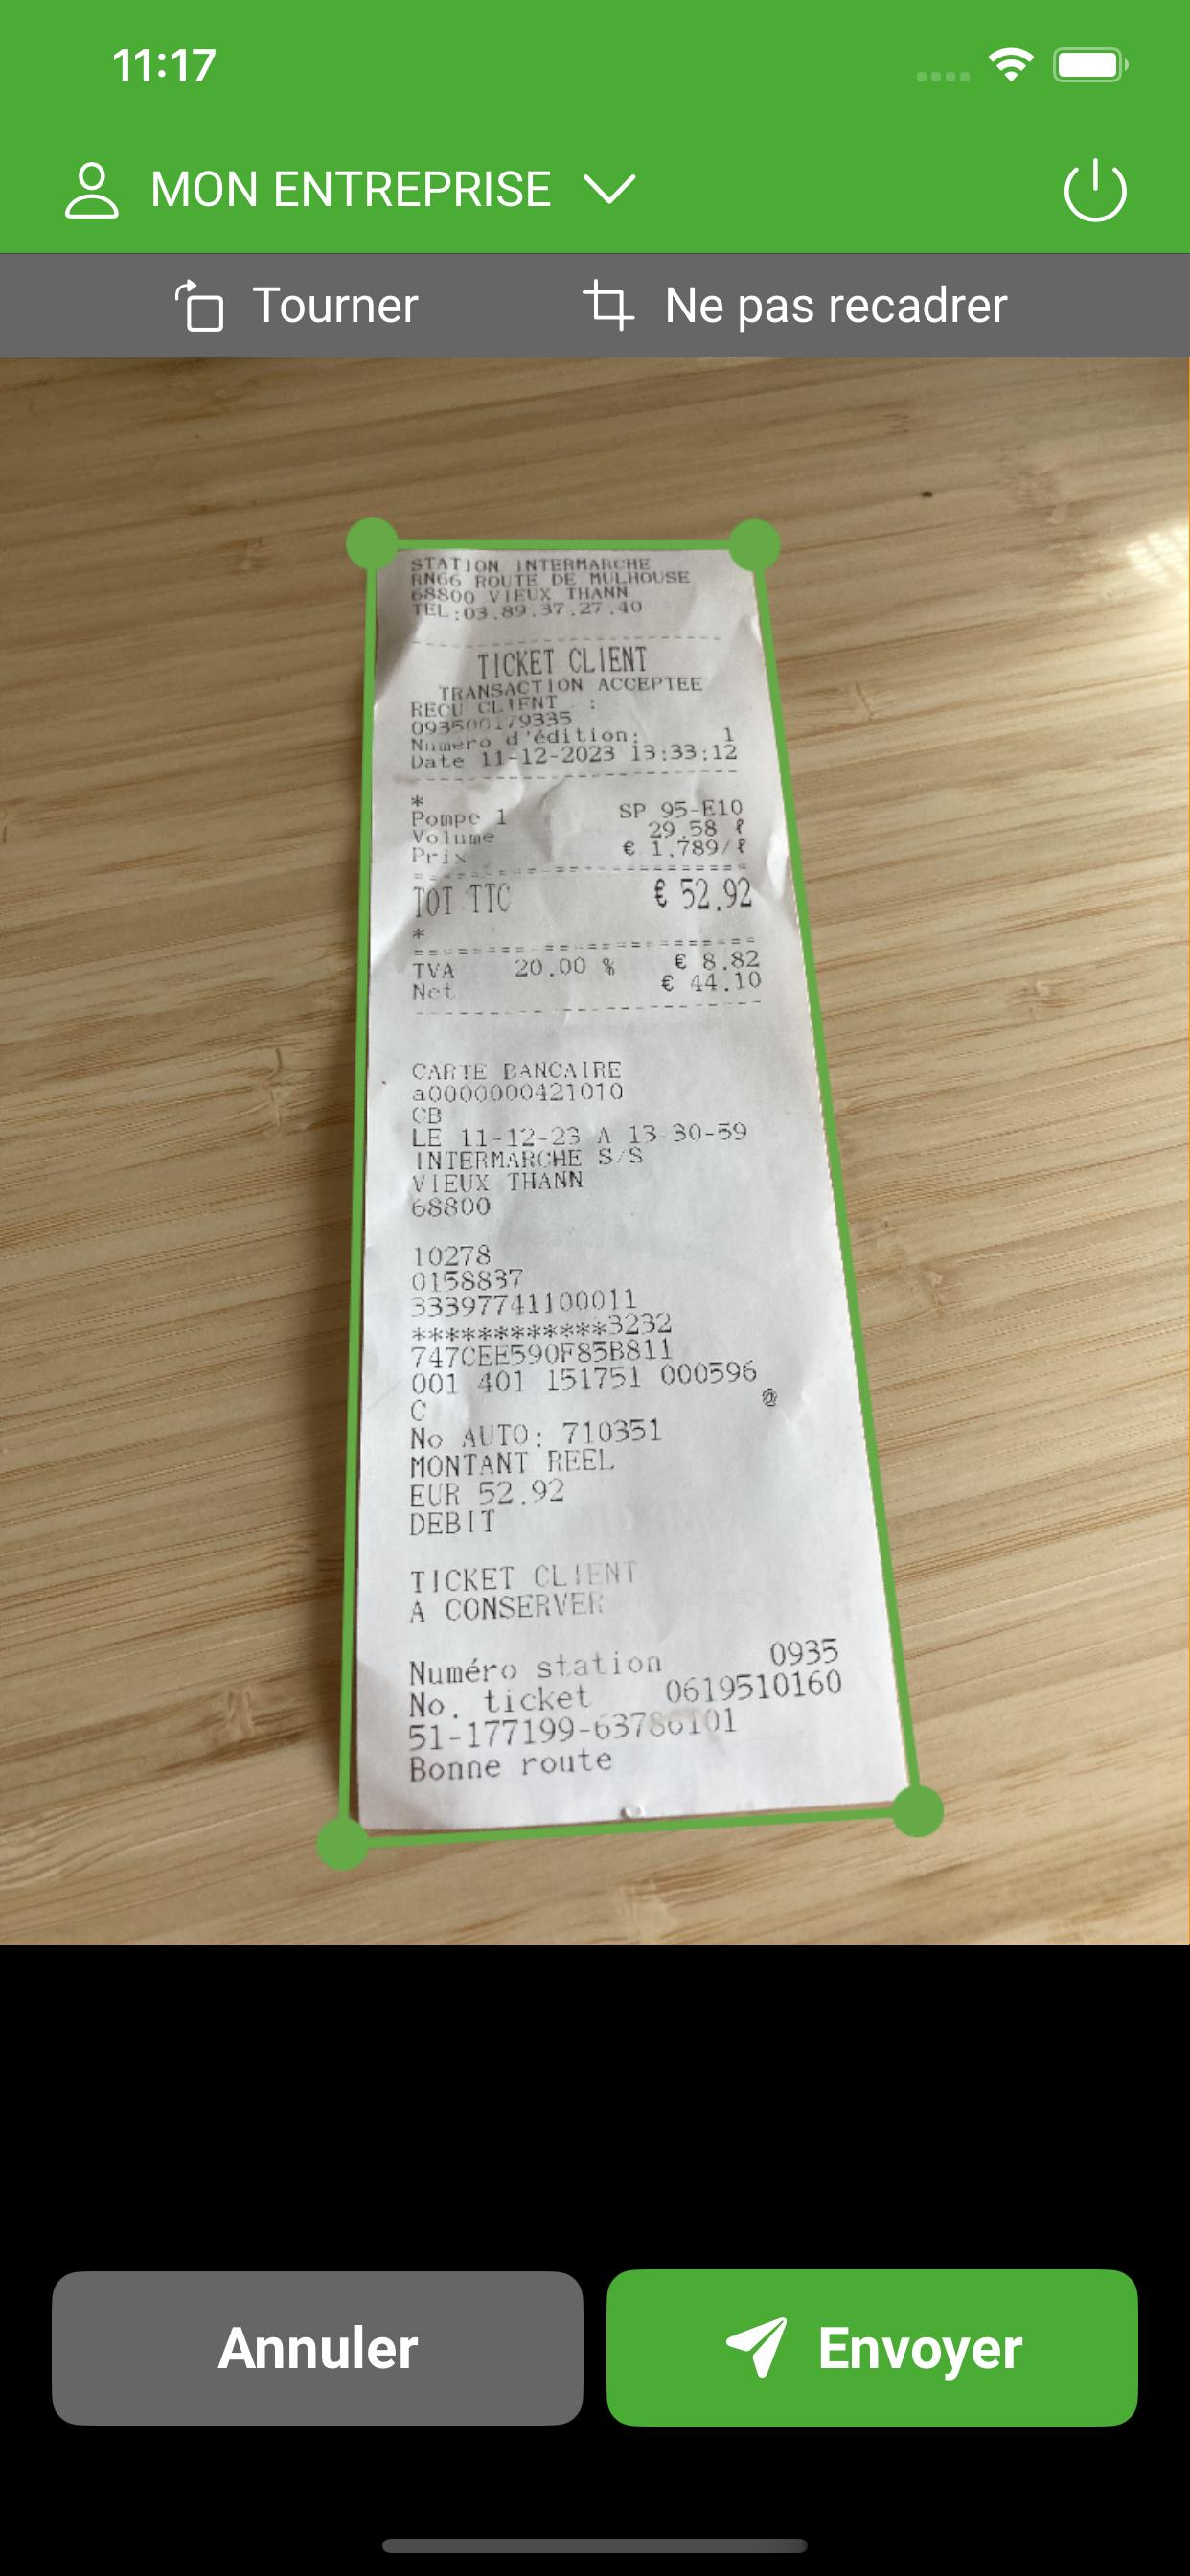 11:17
MON ENTREPRISE
Tourner
Ne pas recadrer
STATION INTERMARCHE
RN66 ROUTE DE MULHOUSE
68800 VIEUX THANN
TEL:03.89.37.27.40
TICKET CLIENT
TRANSACTION ACCEPTEE
RECU CLIENT :
093500179335
Numero d'édition: 1
Date 11-12-2023 13:33:12
*
Pompe 1 SP 95-E10
Volume 29.58 ℓ
Prix € 1.789/ℓ
TOT TTC € 52.92
*
TVA 20.00 % € 8.82
Net € 44.10
CARTE BANCAIRE
a0000000421010
CB
LE 11-12-23 A 13-30-59
INTERMARCHE S/S
VIEUX THANN
68800
10278
0158837
33397741100011
************3232
747CEE590F85B811
001 401 151751 000596
C @
No AUTO: 710351
MONTANT REEL
EUR 52.92
DEBIT
TICKET CLIENT
A CONSERVER
Numéro station 0935
No. ticket 0619510160
51-177199-63786101
Bonne route
Annuler
Envoyer